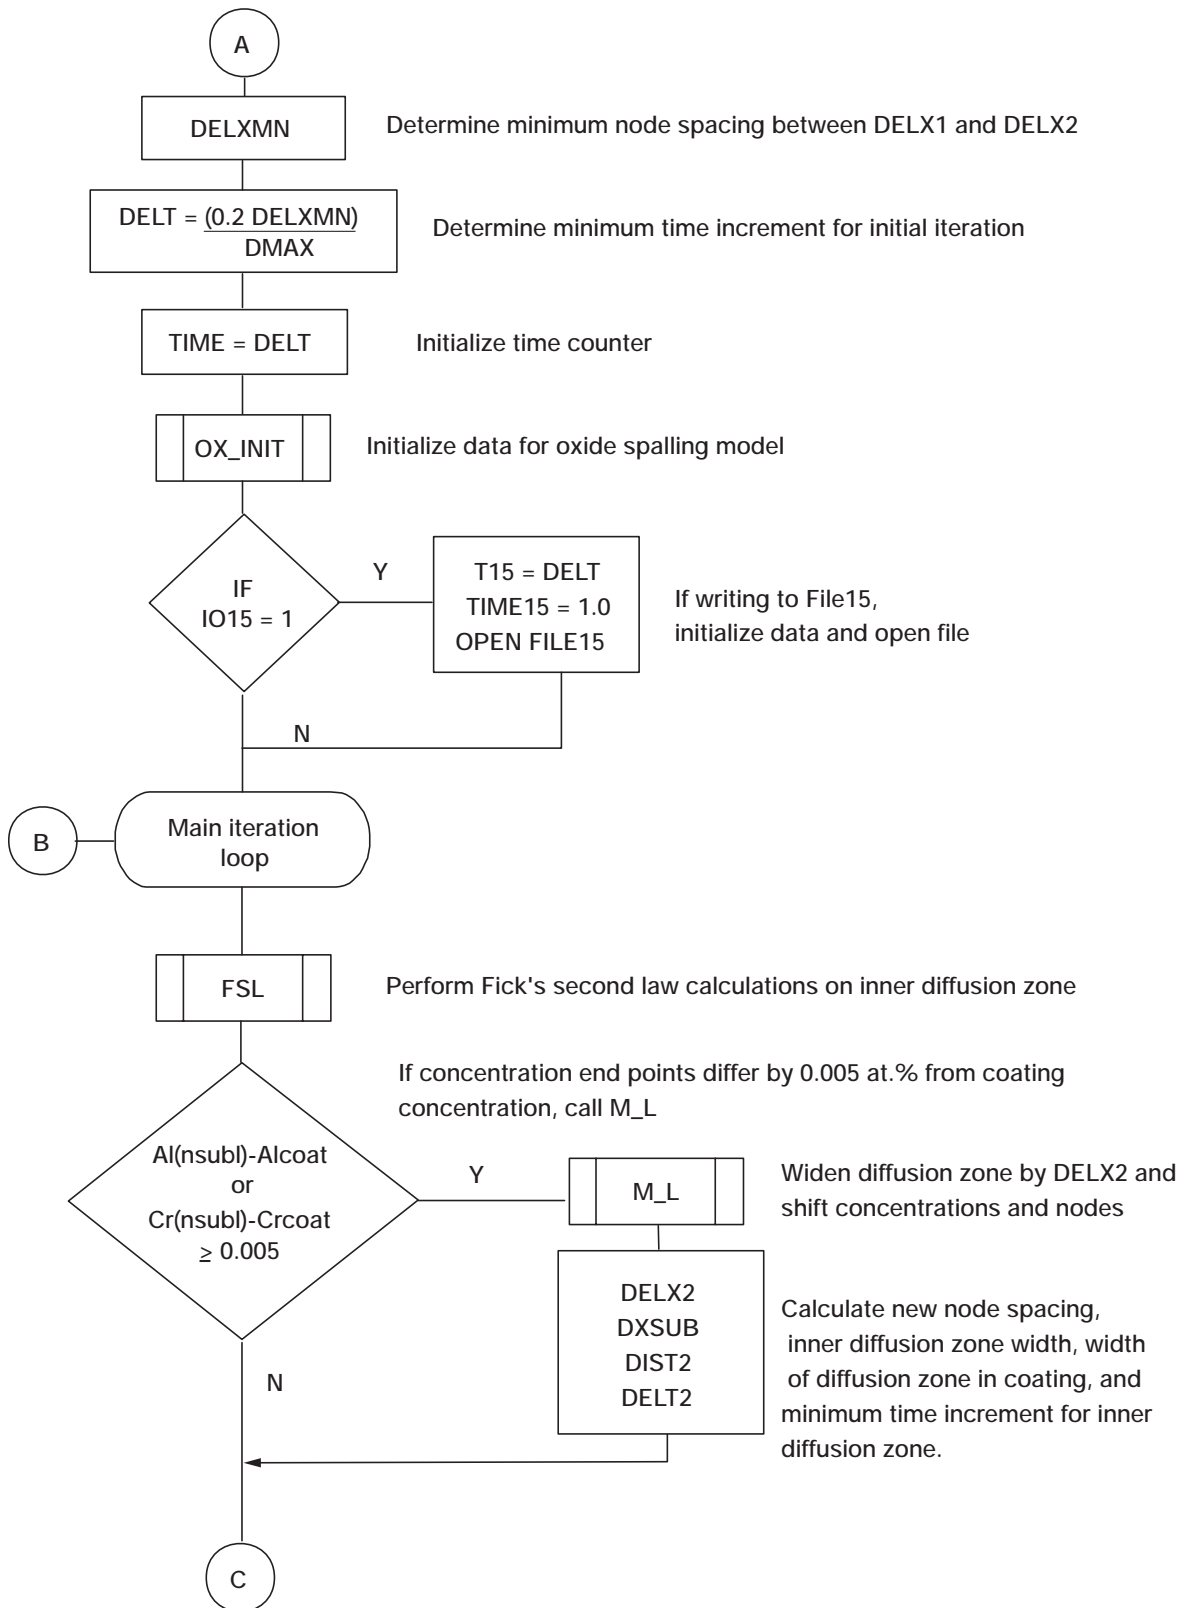 A
DELXMN
Determine minimum node spacing between DELX1 and DELX2
DELT = (0.2 DELXMN)
DMAX
Determine minimum time increment for initial iteration
TIME = DELT
Initialize time counter
OX_INIT
Initialize data for oxide spalling model
IF
IO15 = 1
Y
T15 = DELT
TIME15 = 1.0
OPEN FILE15
If writing to File15,
initialize data and open file
N
B
Main iteration
loop
FSL
Perform Fick's second law calculations on inner diffusion zone
If concentration end points differ by 0.005 at.% from coating
concentration, call M_L
Al(nsubl)-Alcoat
or
Cr(nsubl)-Crcoat
≥ 0.005
Y
M_L
Widen diffusion zone by DELX2 and
shift concentrations and nodes
DELX2
DXSUB
DIST2
DELT2
Calculate new node spacing,
inner diffusion zone width, width
of diffusion zone in coating, and
minimum time increment for inner
diffusion zone.
N
C